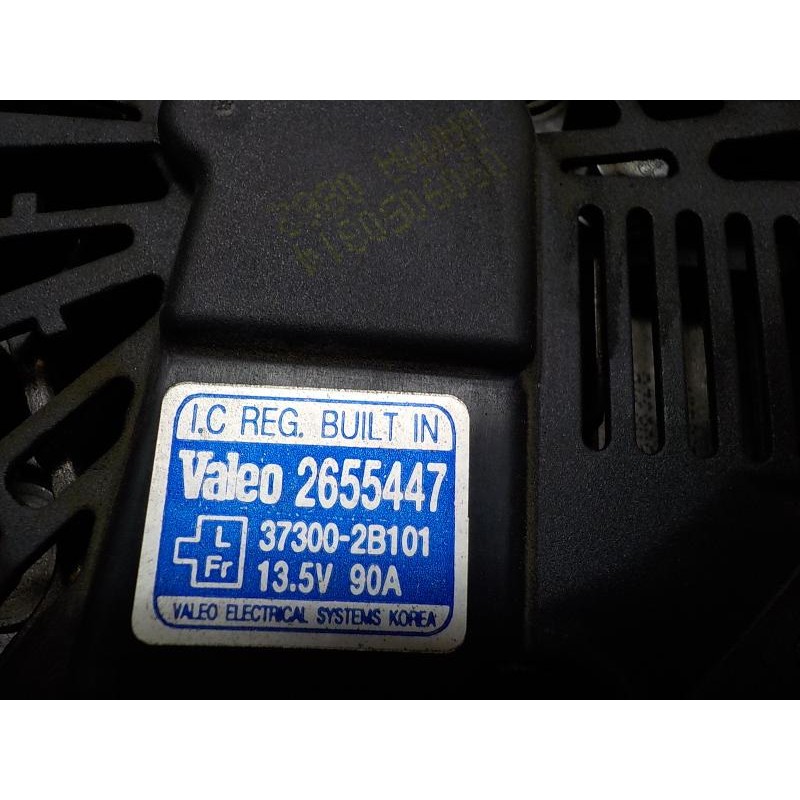 I.C REG. BUILT IN
Valeo 2655447
L
Fr
37300-2B101
13.5V 90A
VALEO ELECTRICAL SYSTEMS KOREA